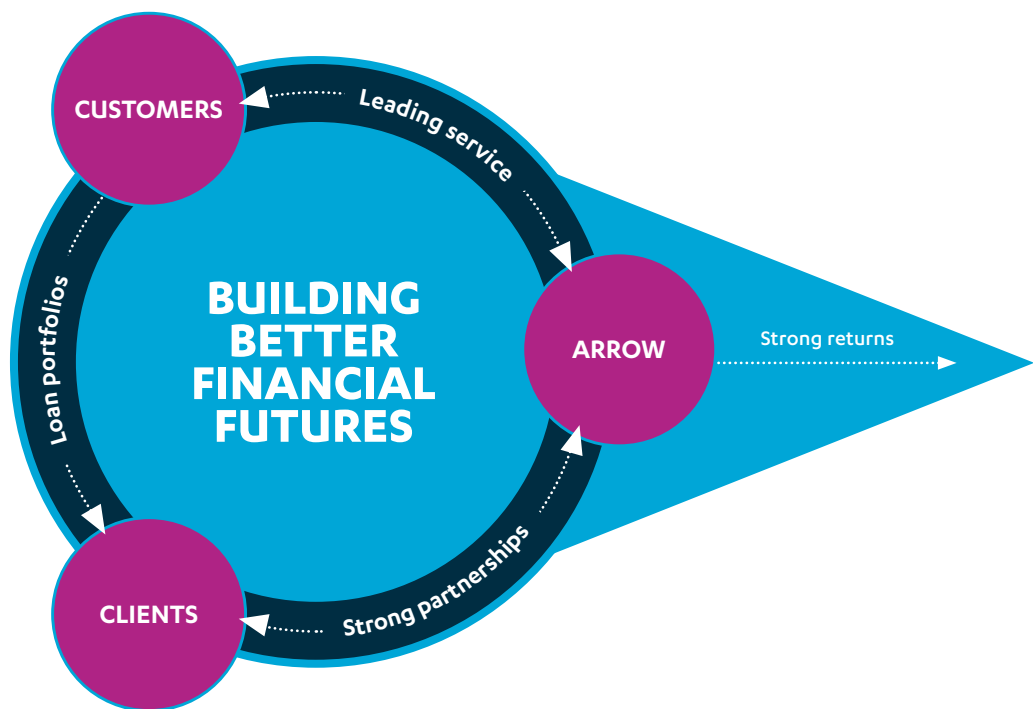 CUSTOMERS
Leading service
Loan portfolios
BUILDING
BETTER
FINANCIAL
FUTURES
ARROW
Strong returns
CLIENTS
Strong partnerships